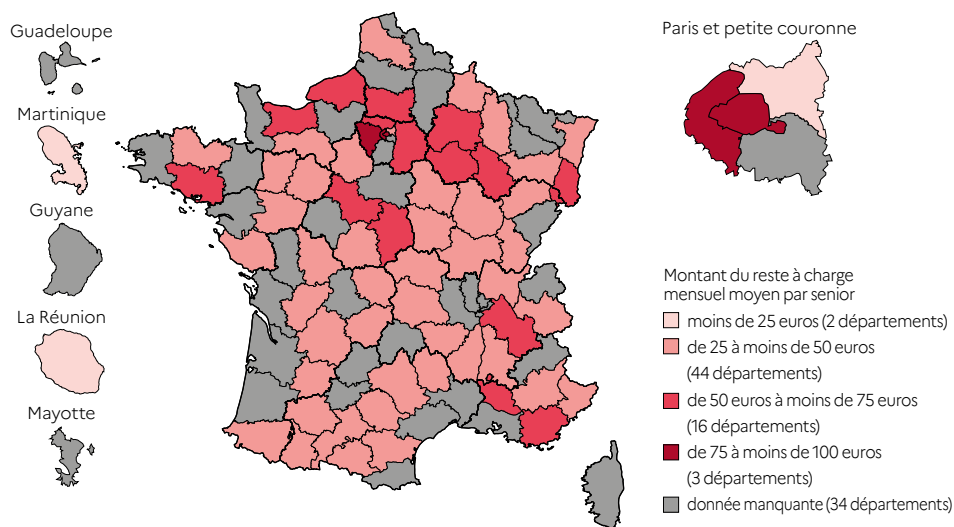 Guadeloupe
Martinique
Guyane
La Réunion
Mayotte
Paris et petite couronne
Montant du reste à charge
mensuel moyen par senior
moins de 25 euros (2 départements)
de 25 à moins de 50 euros
(44 départements)
de 50 euros à moins de 75 euros
(16 départements)
de 75 à moins de 100 euros
(3 départements)
donnée manquante (34 départements)